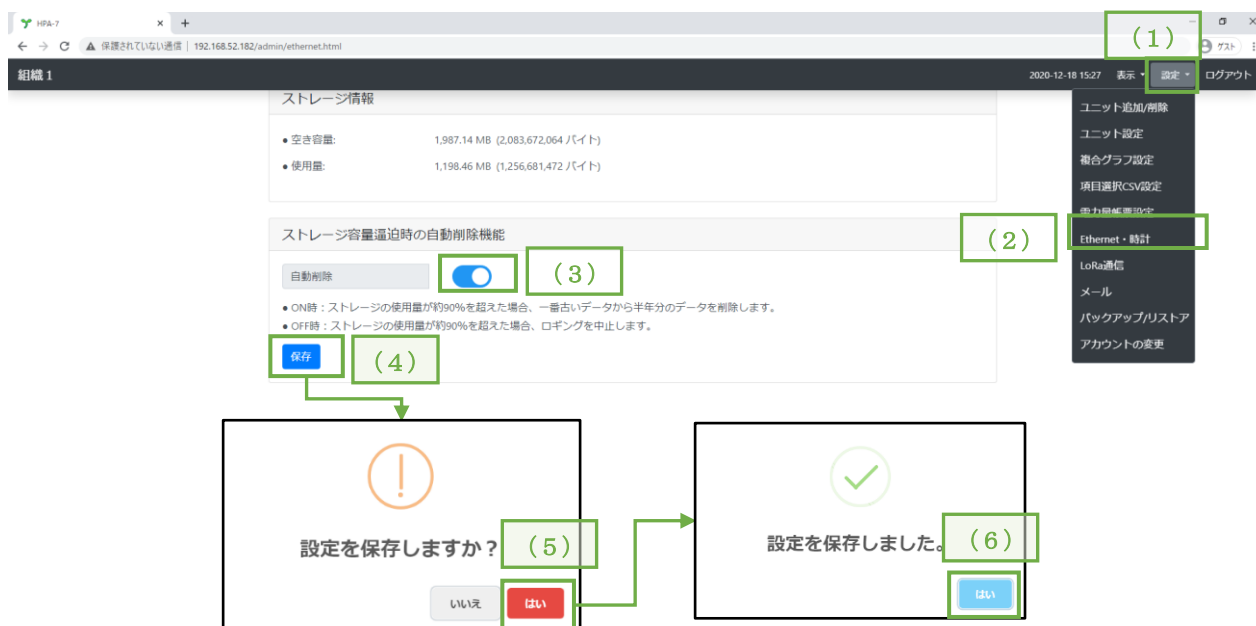 HPA-7
保護されていない通信 | 192.168.52.182/admin/ethernet.html
(1)
ゲスト
組織 1
2020-12-18 15:27 表示 設定 ログアウト
ストレージ情報
● 空き容量: 1,987.14 MB (2,083,672,064 バイト)
● 使用量: 1,198.46 MB (1,256,681,472 バイト)
ユニット追加/削除
ユニット設定
複合グラフ設定
項目選択CSV設定
電力量帳票設定
(2)
Ethernet・時計
LoRa通信
メール
バックアップ/リストア
アカウントの変更
ストレージ容量逼迫時の自動削除機能
自動削除
(3)
● ON時：ストレージの使用量が約90%を超えた場合、一番古いデータから半年分のデータを削除します。
● OFF時：ストレージの使用量が約90%を超えた場合、ロギングを中止します。
保存
(4)
設定を保存しますか？
(5)
いいえ
はい
設定を保存しました。
(6)
はい